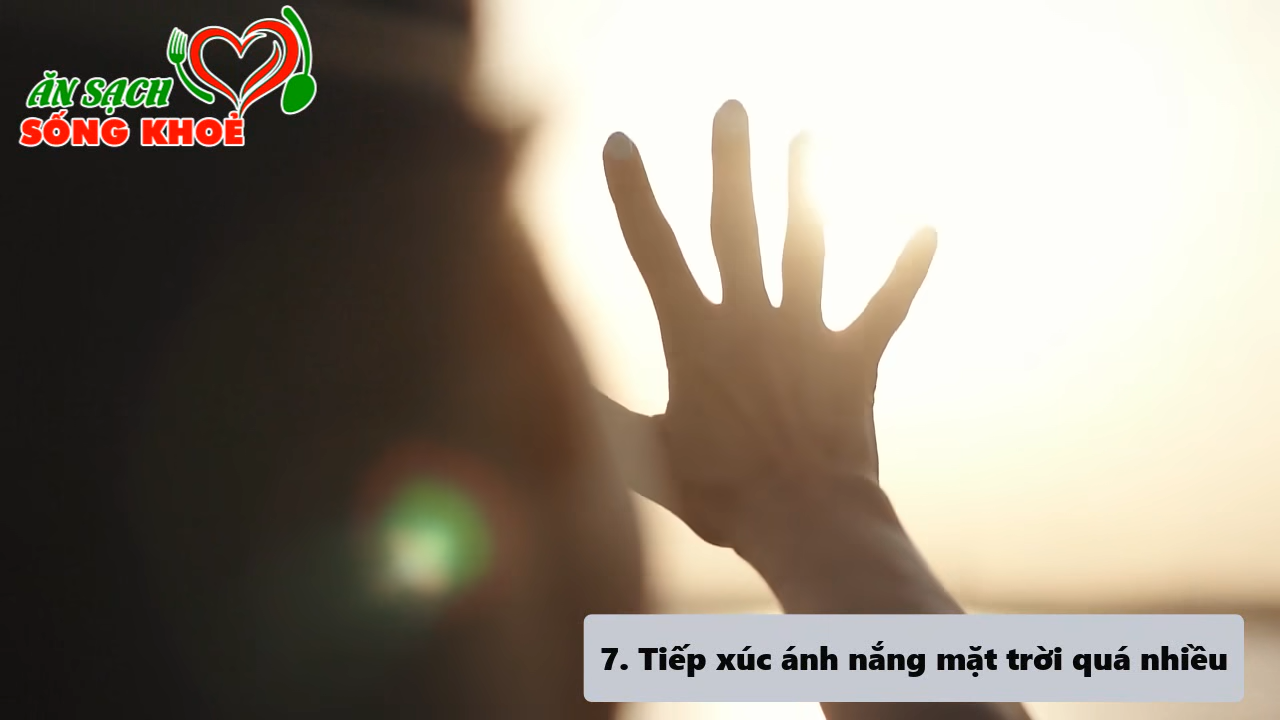 ĂN SẠCH
SỐNG KHOẺ
7. Tiếp xúc ánh nắng mặt trời quá nhiều